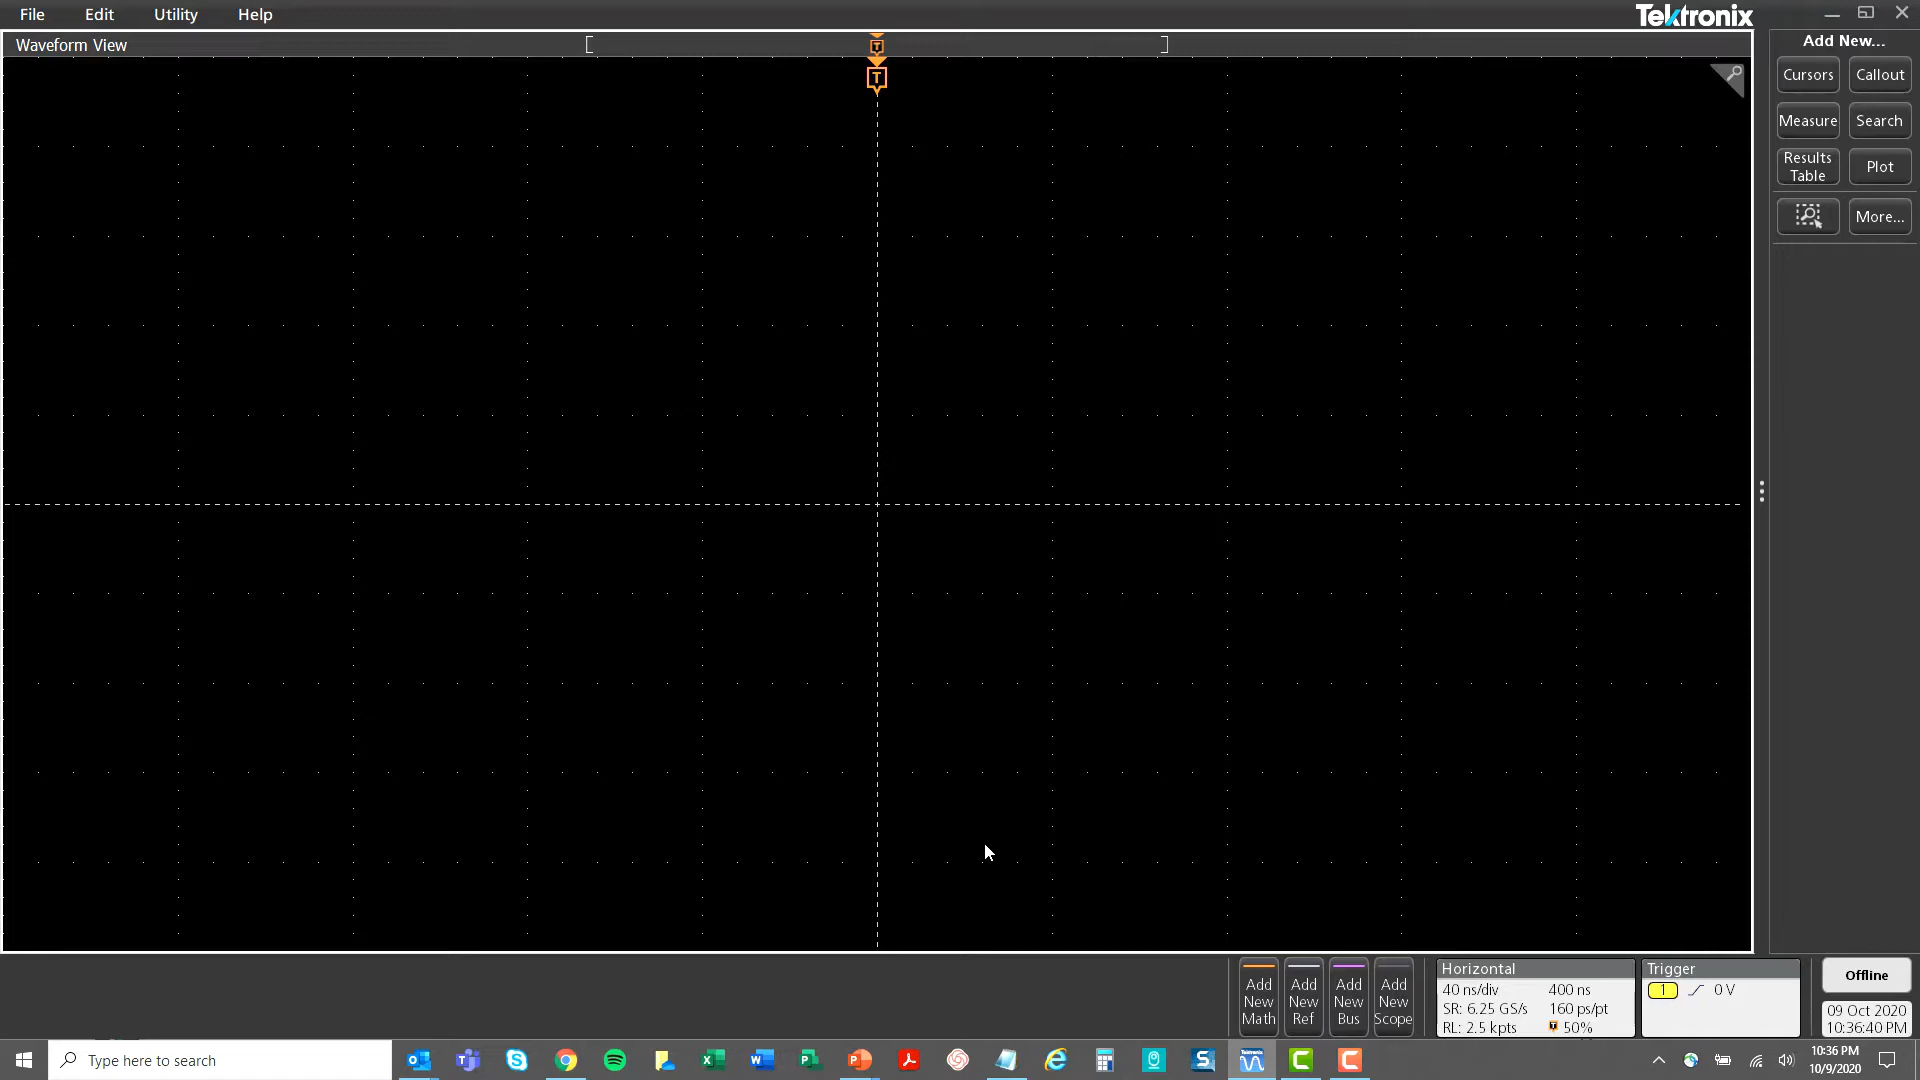 File Edit Utility Help
Tektronix
Waveform View
T
T
Add New...
Cursors Callout
Measure Search
Results Table Plot
More...
Add New Math
Add New Ref
Add New Bus
Add New Scope
Horizontal
40 ns/div 400 ns
SR: 6.25 GS/s 160 ps/pt
RL: 2.5 kpts 50%
Trigger
1 0 V
Offline
09 Oct 2020
10:36:40 PM
Type here to search
10:36 PM
10/9/2020